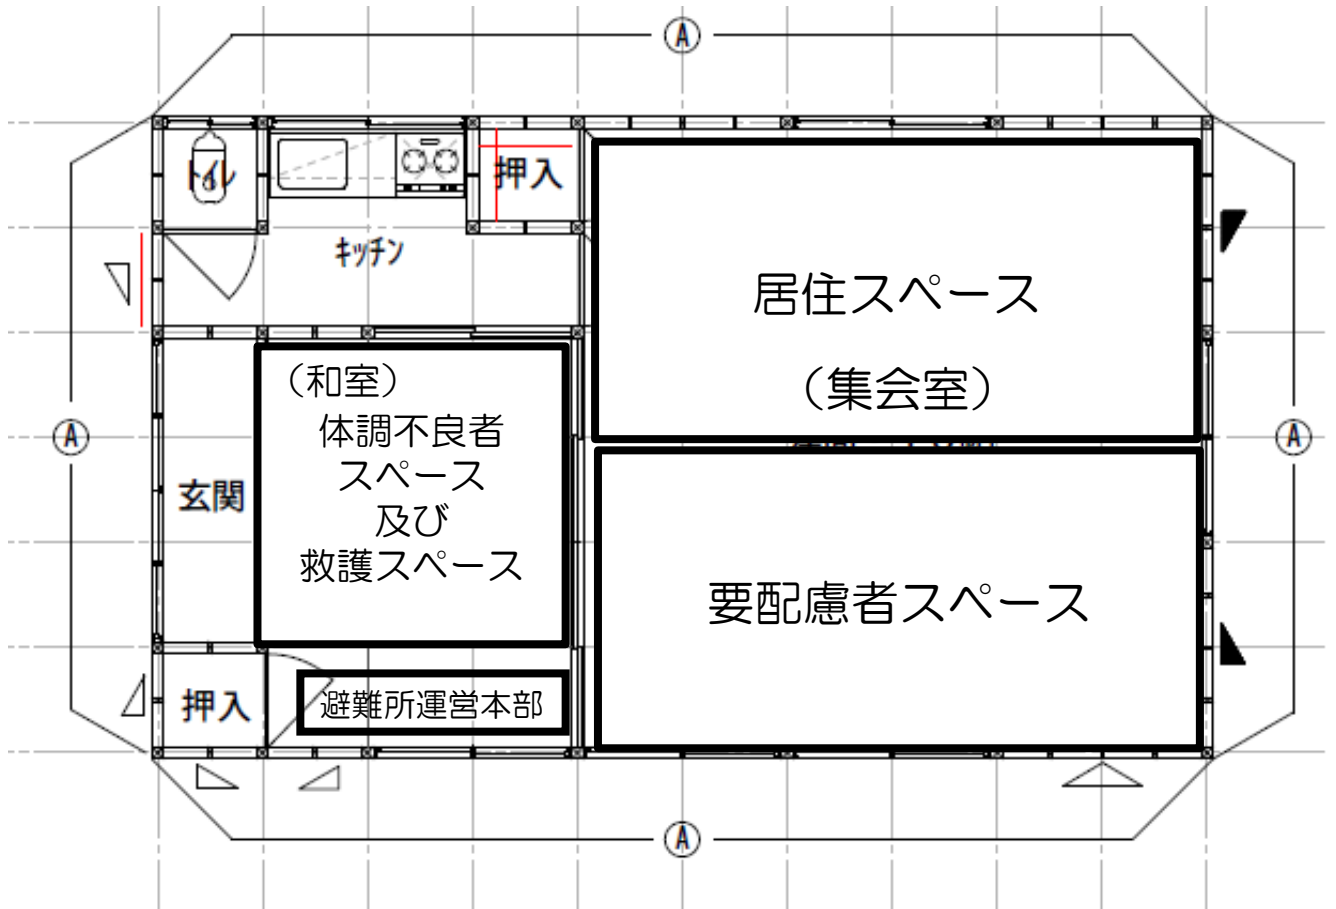 Ⓐ
トイレ
押入
キッチン
居住スペース
（集会室）
（和室）
体調不良者
スペース
及び
救護スペース
Ⓐ
Ⓐ
玄関
要配慮者スペース
押入
避難所運営本部
Ⓐ